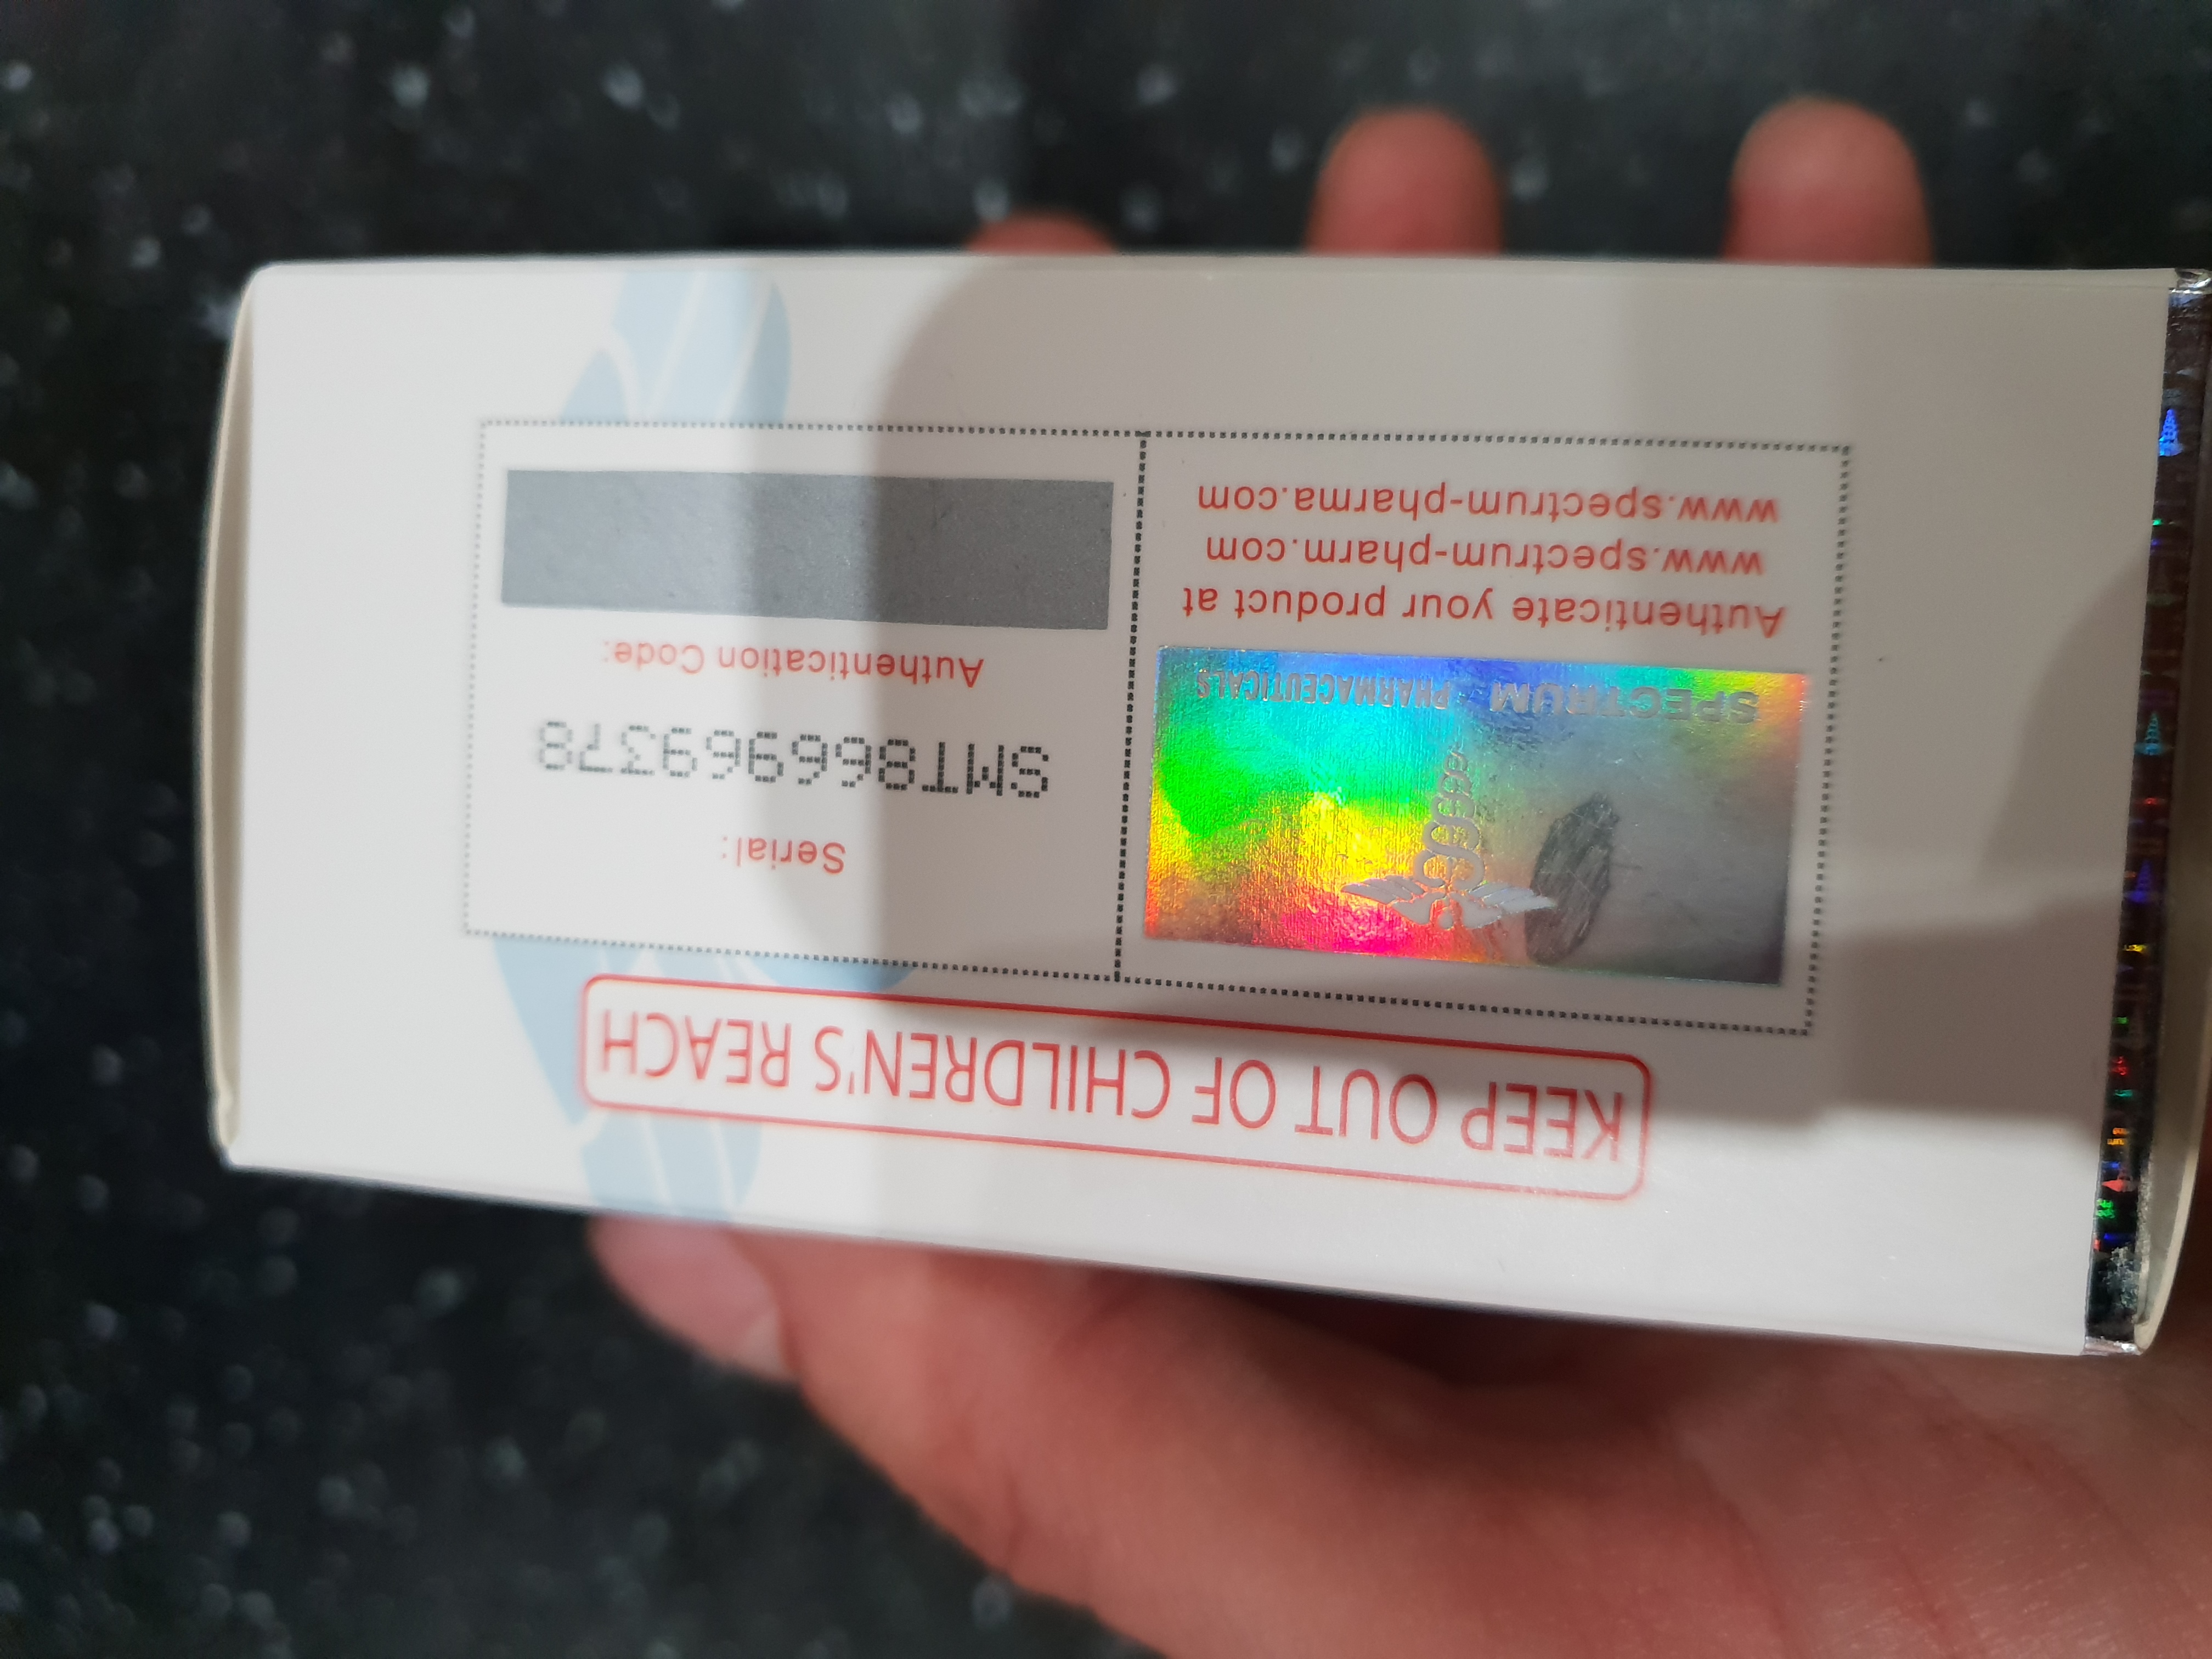 KEEP OUT OF CHILDREN'S REACH
SPECTRUM PHARMACEUTICALS
Authenticate your product at
www.spectrum-pharm.com
www.spectrum-pharma.com
Serial:
SMT866969378
Authentication Code: